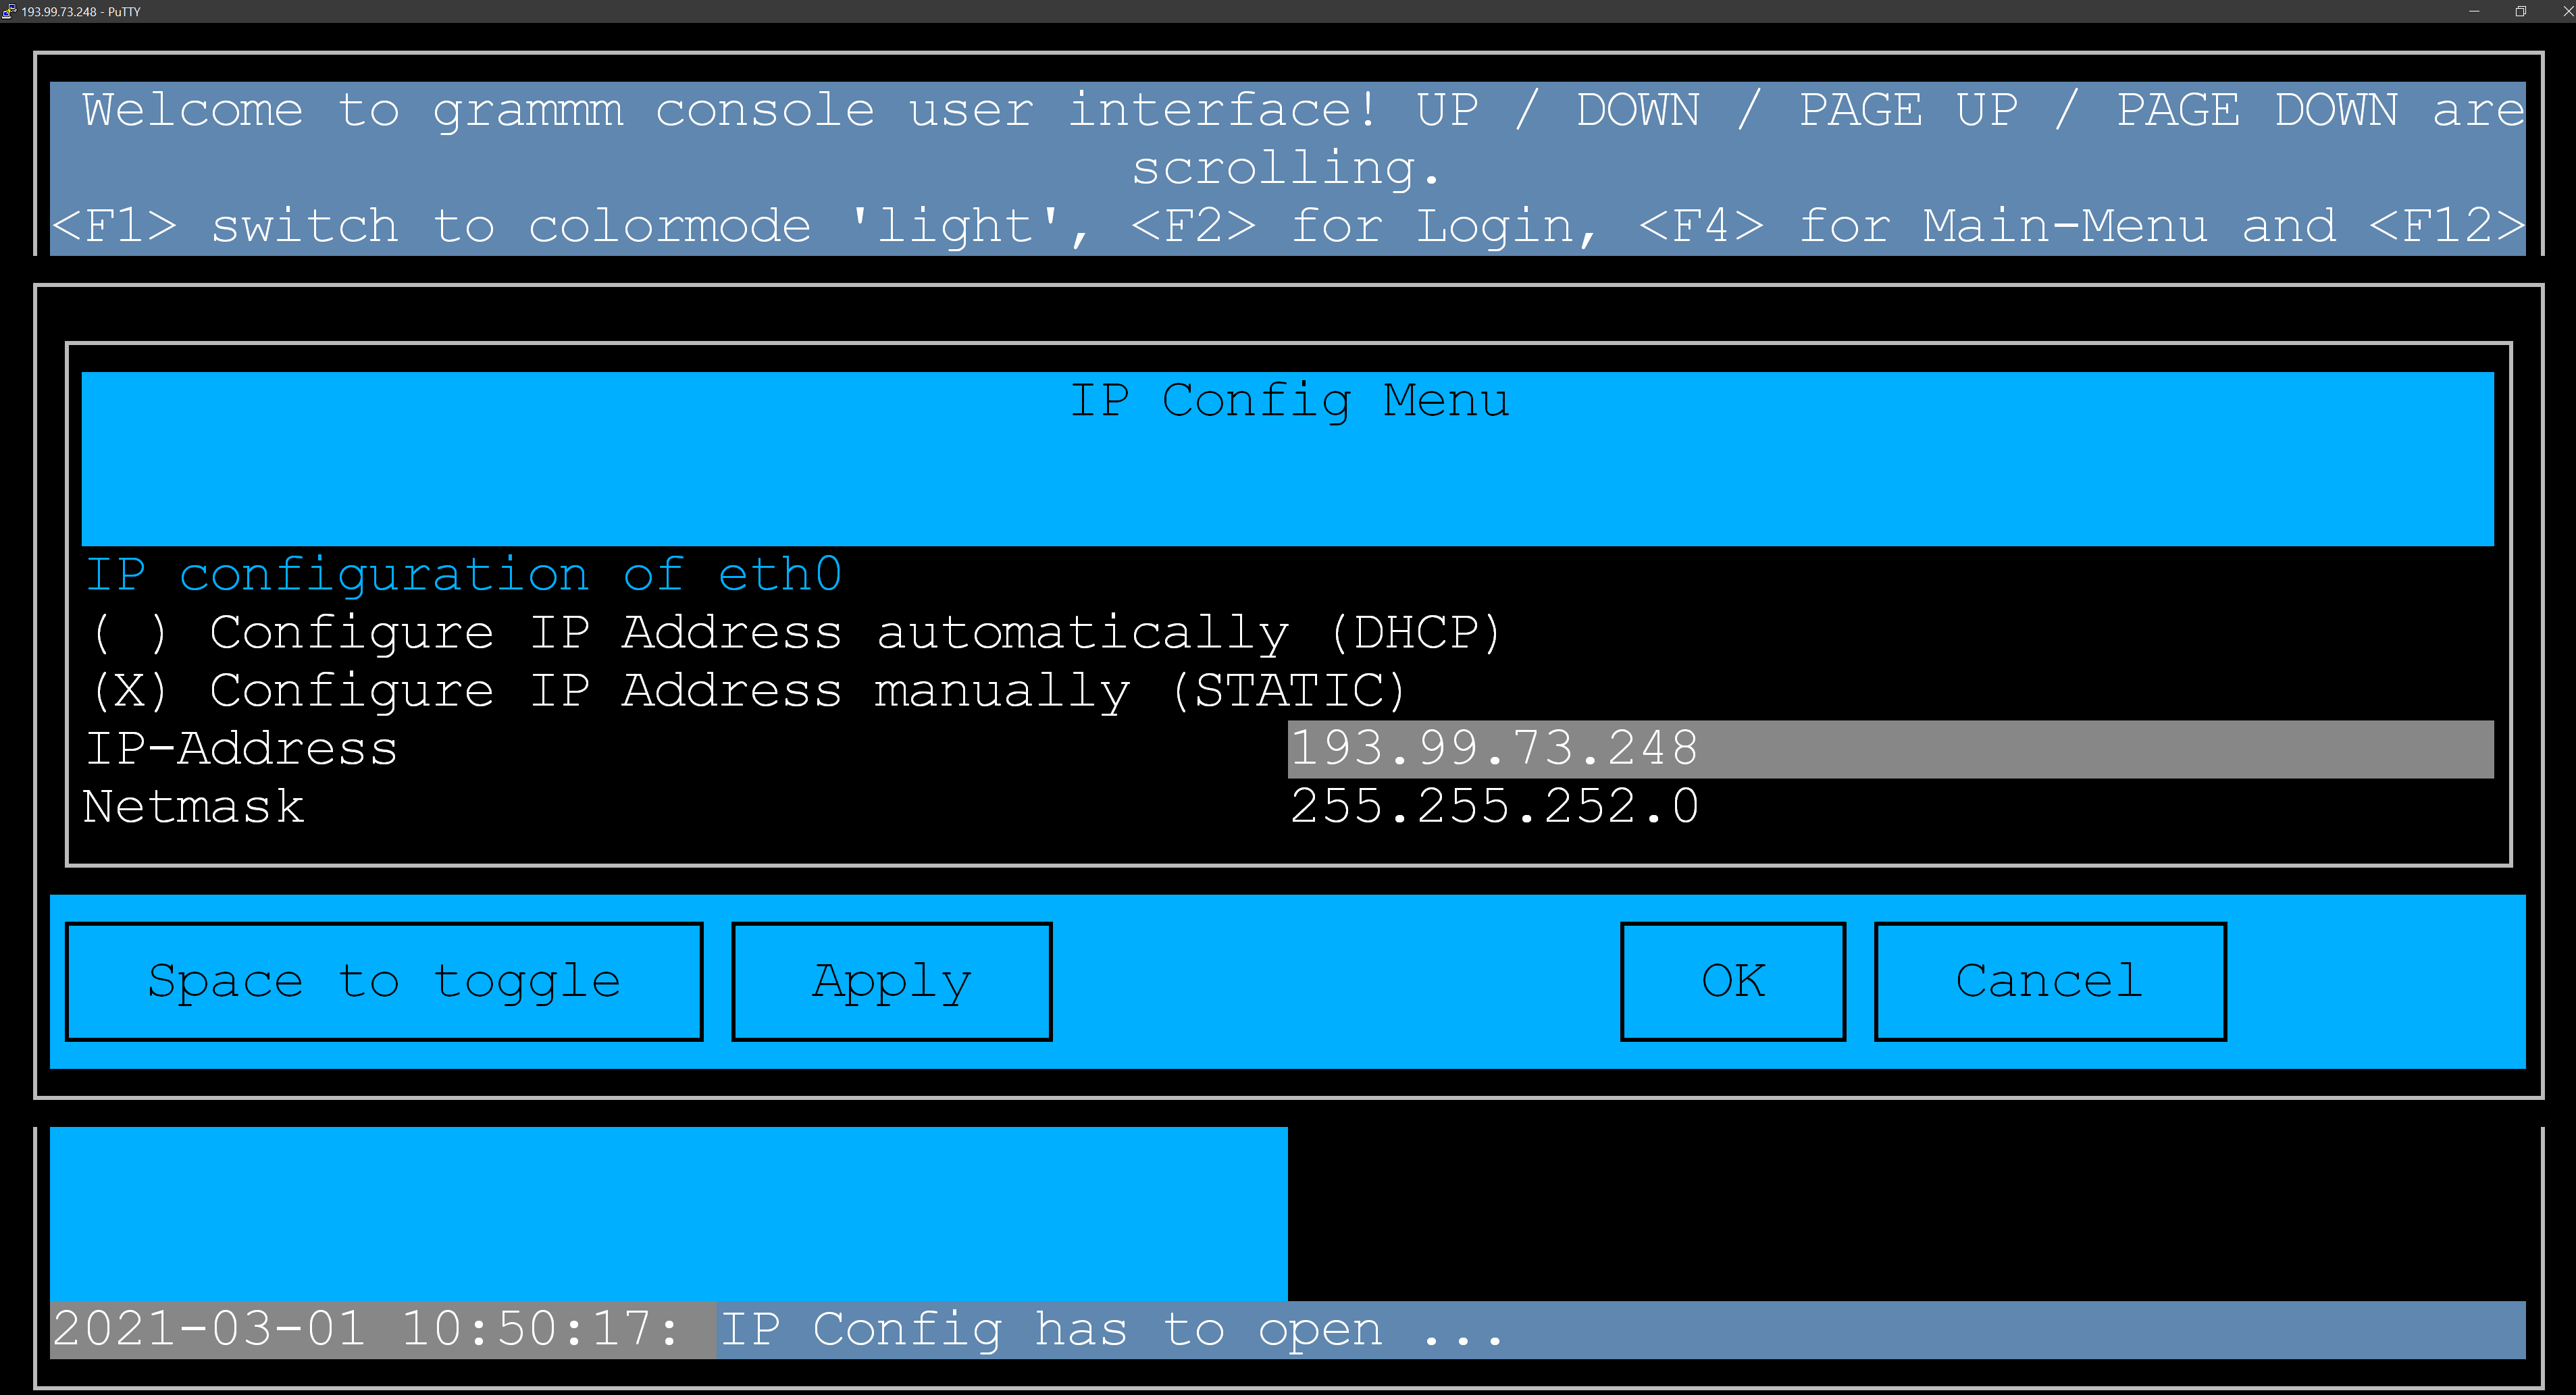 193.99.73.248 - PuTTY
Welcome to grammm console user interface! UP / DOWN / PAGE UP / PAGE DOWN are
scrolling.
<F1> switch to colormode 'light', <F2> for Login, <F4> for Main-Menu and <F12>
IP Config Menu
IP configuration of eth0
( ) Configure IP Address automatically (DHCP)
(X) Configure IP Address manually (STATIC)
IP-Address 193.99.73.248
Netmask 255.255.252.0
Space to toggle Apply OK Cancel
2021-03-01 10:50:17: IP Config has to open ...